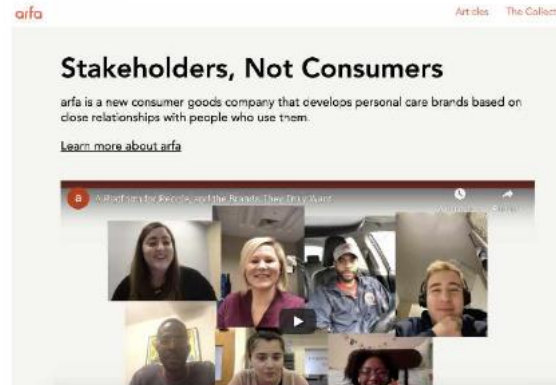 arfa
Articles The Collect
Stakeholders, Not Consumers
arfa is a new consumer goods company that develops personal care brands based on
close relationships with people who use them.
Learn more about arfa
a A Platform for People, and the Brands They Truly Want